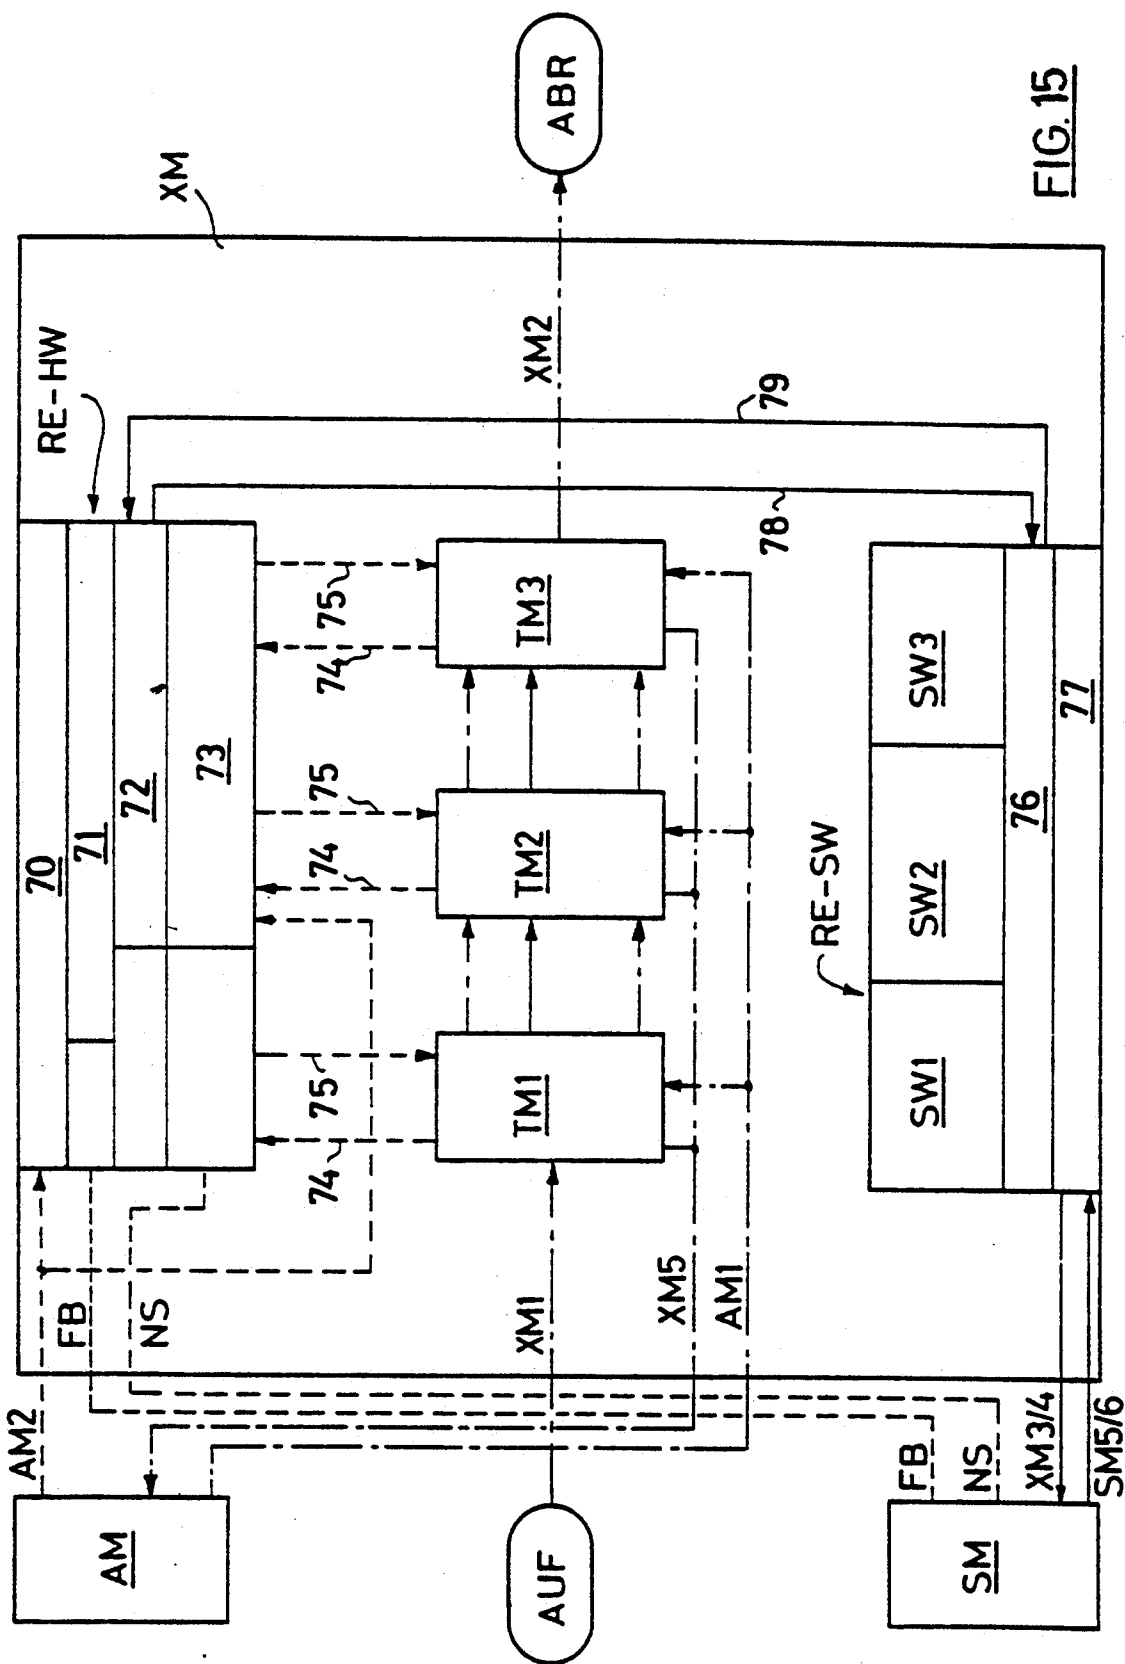 XM
RE-HW
ABR
FIG. 15
XM2
79
78
70
71
72
73
74
75
74
75
74
75
TM1
TM2
TM3
RE-SW
SW1
SW2
SW3
76
77
AM2
FB
NS
XM1
XM5
AM1
AM
AUF
SM
FB
NS
XM3/4
SM5/6